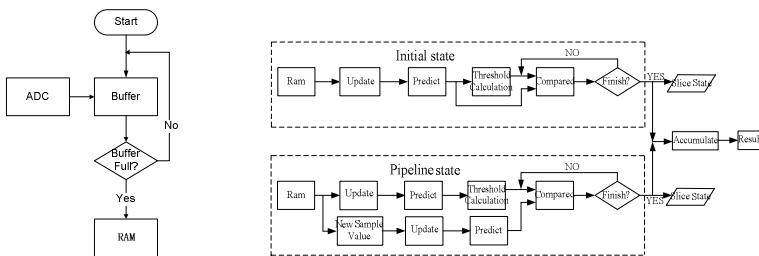 Start
ADC
Buffer
No
Buffer
Full?
Yes
RAM
Initial state
NO
Ram
Update
Predict
Threshold
Calculation
Compared
Finish?
YES
Slice State
Accumulate
Resul
Pipeline state
NO
Ram
Update
Predict
Threshold
Calculation
Compared
Finish?
YES
Slice State
New Sample
Value
Update
Predict